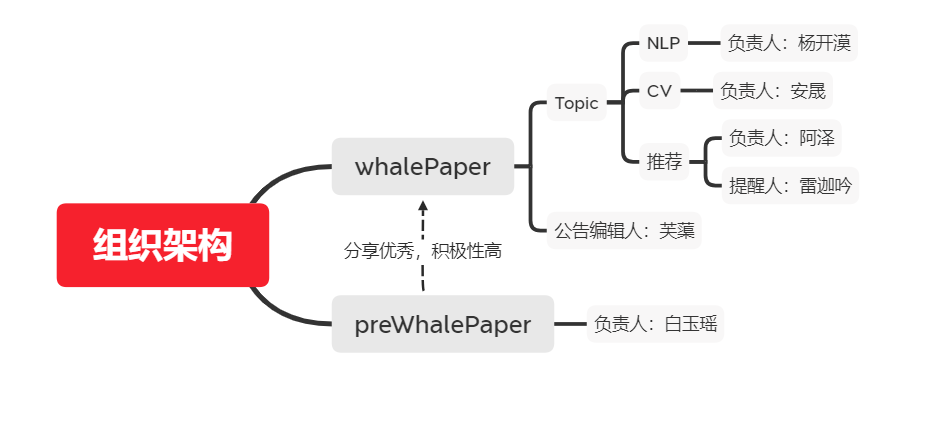 组织架构
whalePaper
Topic
NLP
负责人：杨开漠
CV
负责人：安晟
推荐
负责人：阿泽
提醒人：雷迦吟
公告编辑人：芙蕖
分享优秀，积极性高
preWhalePaper
负责人：白玉瑶